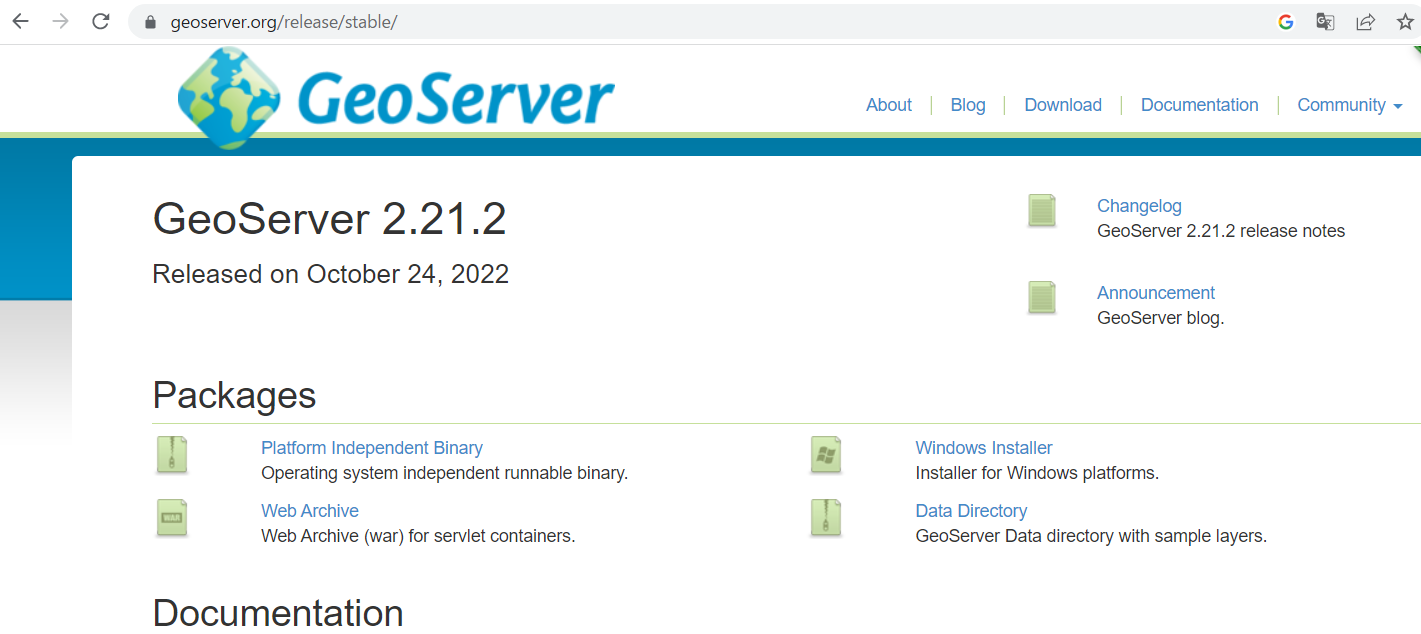 geoserver.org/release/stable/
GeoServer
About
Blog
Download
Documentation
Community
GeoServer 2.21.2
Released on October 24, 2022
Changelog
GeoServer 2.21.2 release notes
Announcement
GeoServer blog.
Packages
Platform Independent Binary
Operating system independent runnable binary.
Windows Installer
Installer for Windows platforms.
WAR
Web Archive
Web Archive (war) for servlet containers.
Data Directory
GeoServer Data directory with sample layers.
Documentation